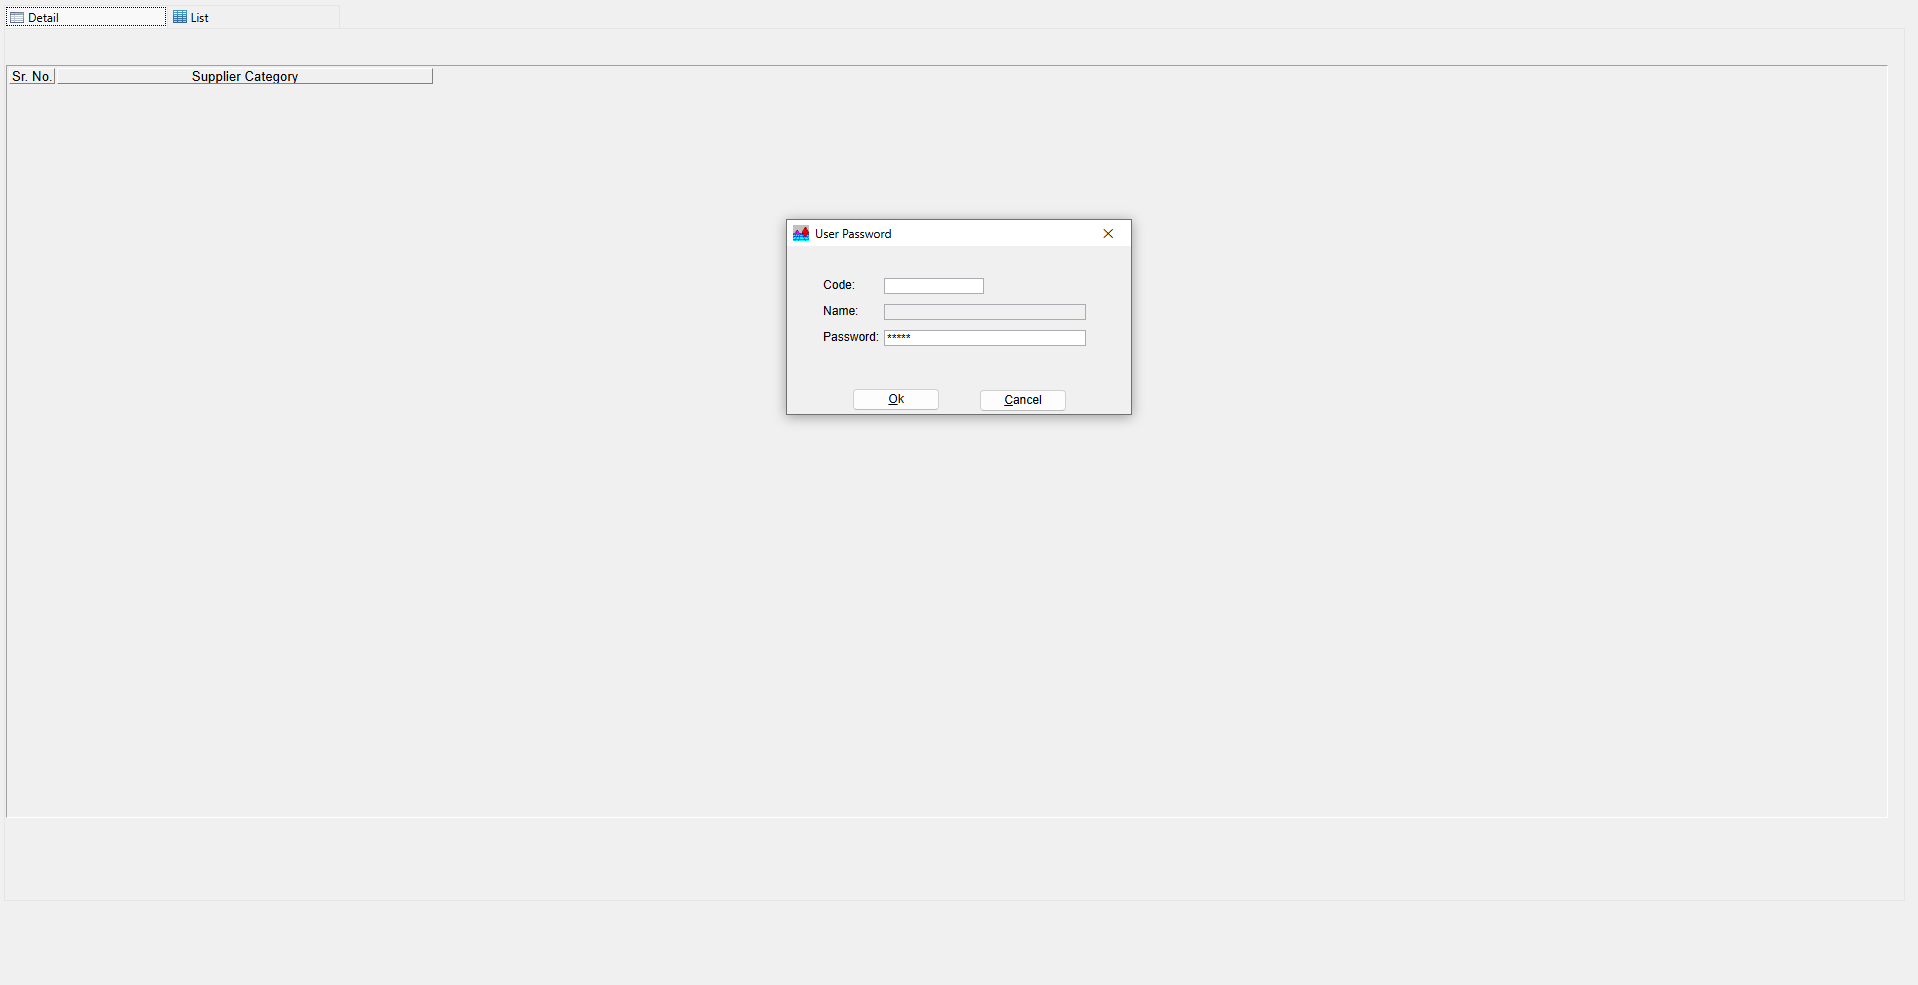 Detail List
Sr. No. Supplier Category
User Password
Code:
Name:
Password: *****
Ok Cancel